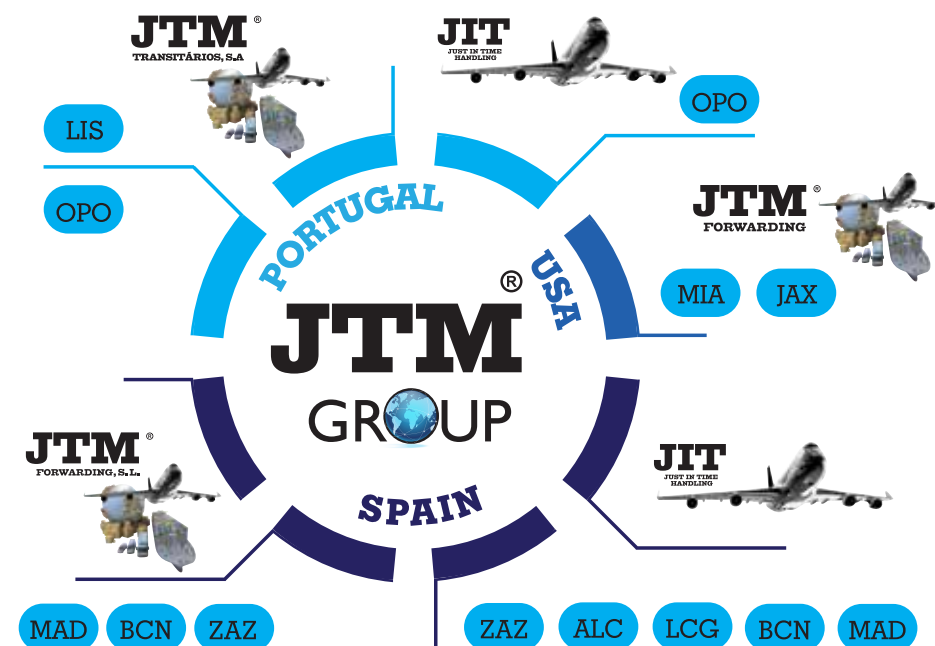 JTM®
TRANSITÁRIOS, S.A
JIT
JUST IN TIME
HANDLING
OPO
LIS
OPO
PORTUGAL
JTM®
FORWARDING
USA
MIA JAX
JTM®
GROUP
JTM®
FORWARDING, S.L.
JIT
JUST IN TIME
HANDLING
SPAIN
MAD BCN ZAZ
ZAZ ALC LCG BCN MAD